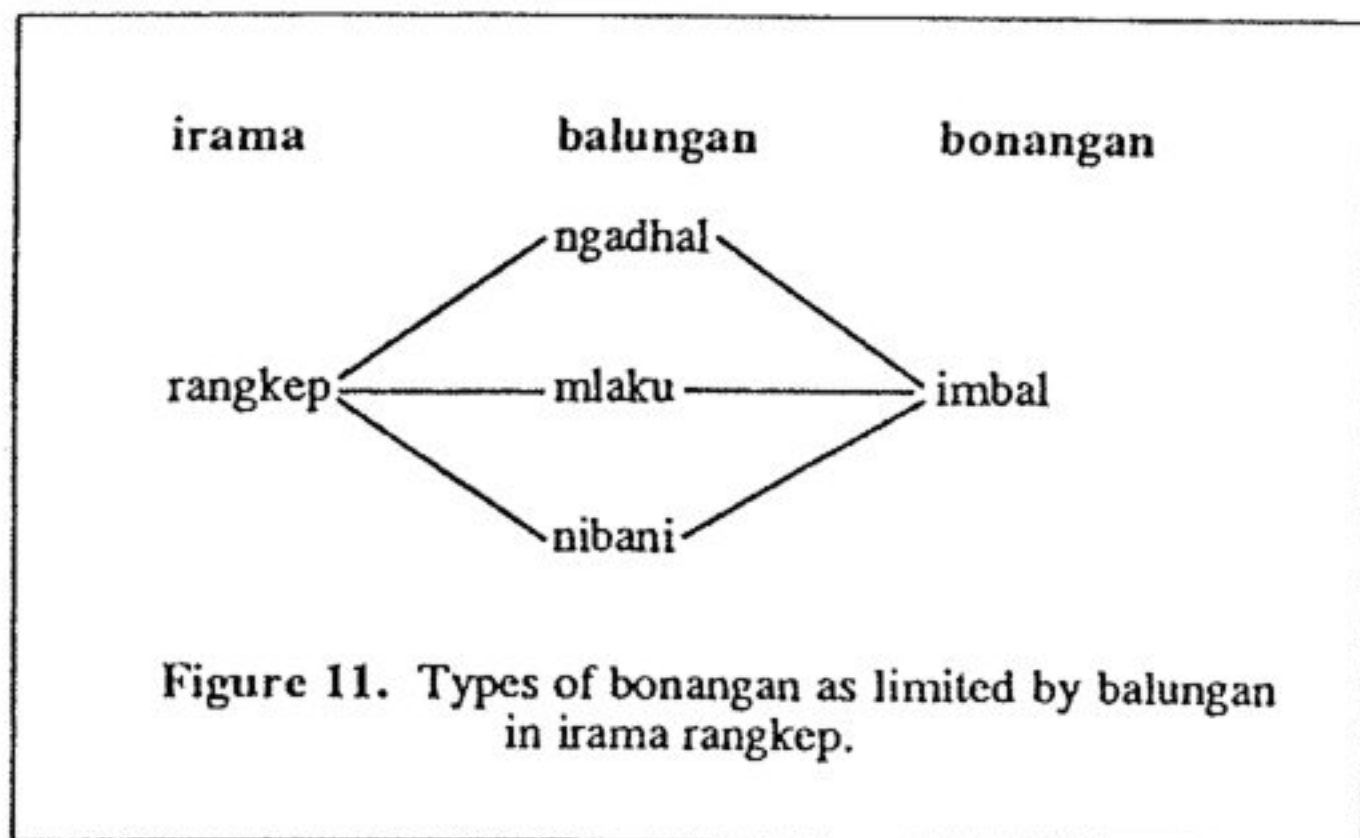 irama balungan bonangan
ngadhal
rangkep mlaku imbal
nibani
Figure 11. Types of bonangan as limited by balungan
in irama rangkep.